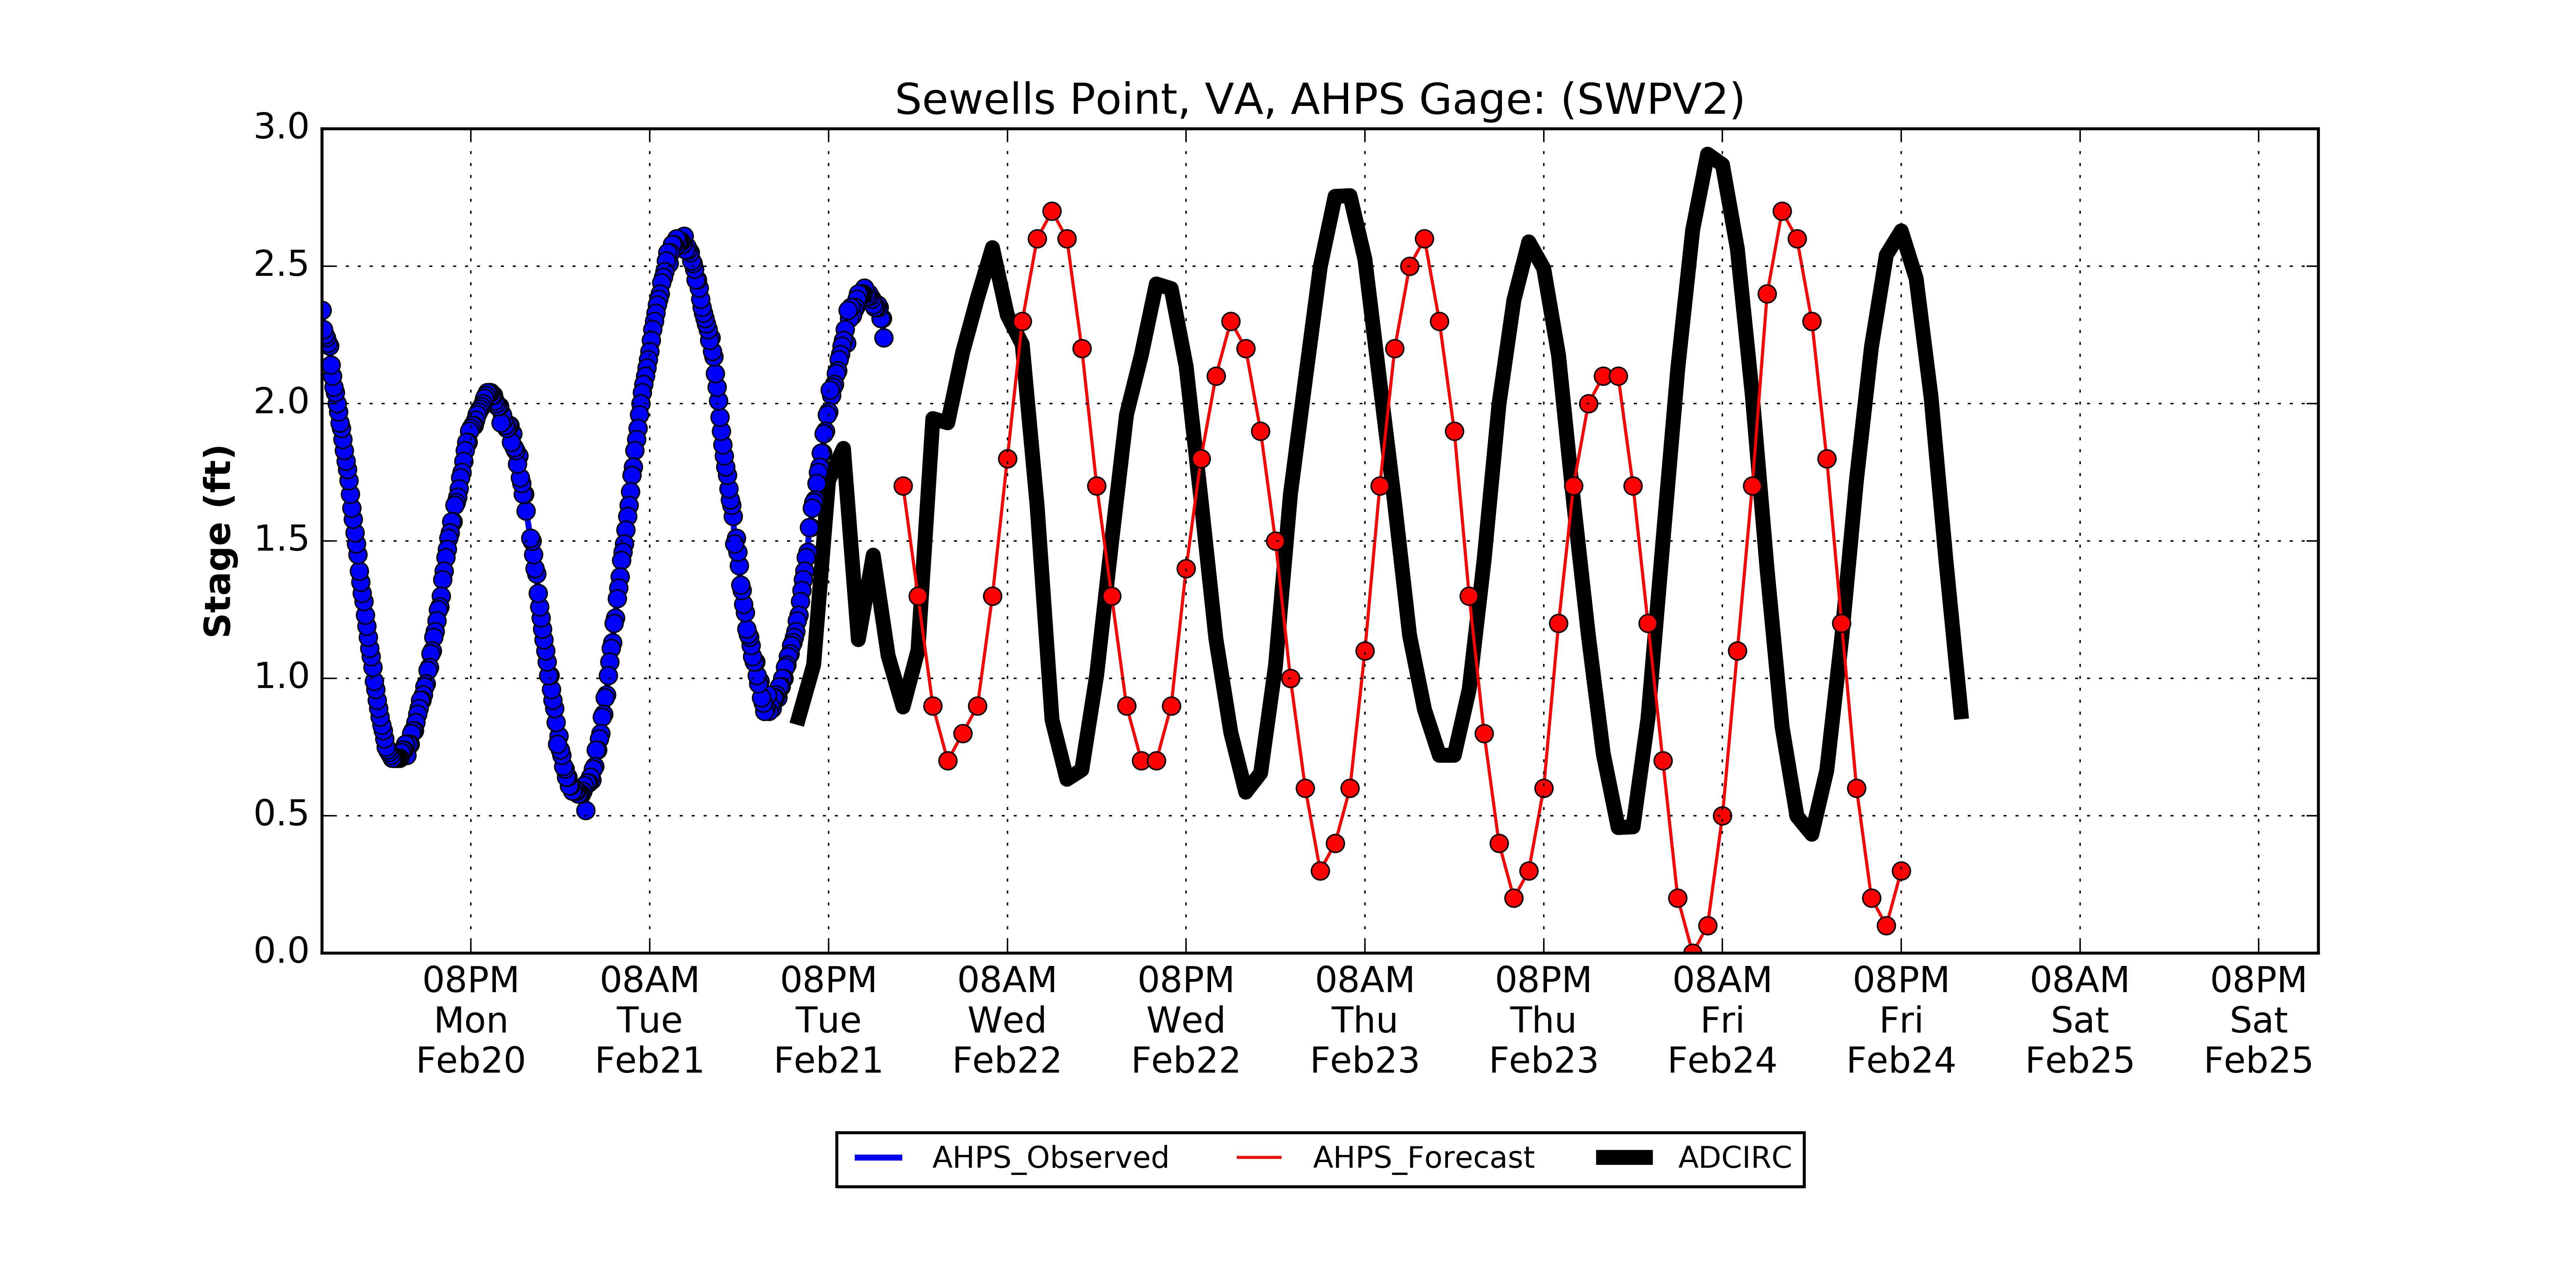 Sewells Point, VA, AHPS Gage: (SWPV2)
3.0
2.5
2.0
1.5
1.0
0.5
0.0
Stage (ft)
08PM 08AM 08PM 08AM 08PM 08AM 08PM 08AM 08PM 08AM 08PM
Mon Tue Tue Wed Wed Thu Thu Fri Fri Sat Sat
Feb20 Feb21 Feb21 Feb22 Feb22 Feb23 Feb23 Feb24 Feb24 Feb25 Feb25
AHPS_Observed AHPS_Forecast ADCIRC